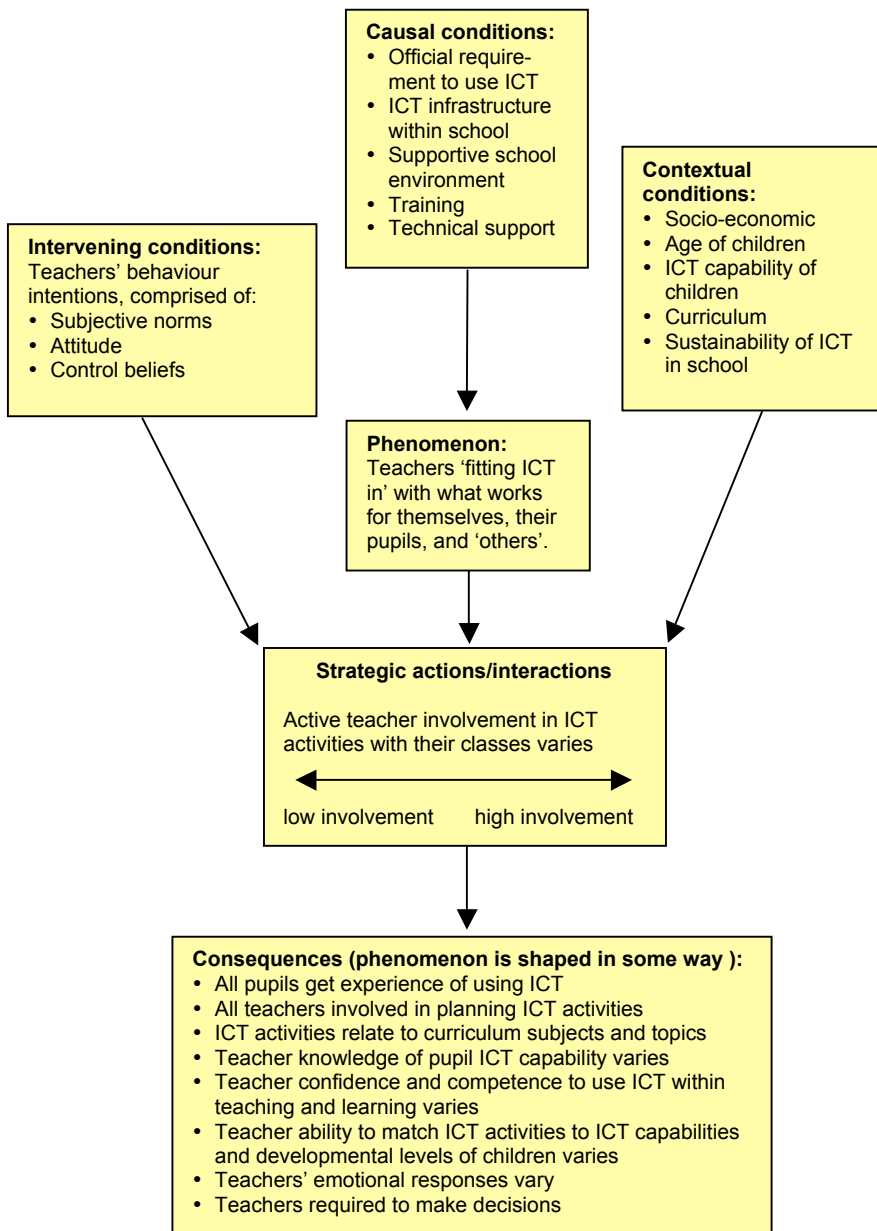 Causal conditions:
• Official require-
ment to use ICT
• ICT infrastructure
within school
• Supportive school
environment
• Training
• Technical support
Contextual
conditions:
• Socio-economic
• Age of children
• ICT capability of
children
• Curriculum
• Sustainability of ICT
in school
Intervening conditions:
Teachers’ behaviour
intentions, comprised of:
• Subjective norms
• Attitude
• Control beliefs
Phenomenon:
Teachers ‘fitting ICT
in’ with what works
for themselves, their
pupils, and ‘others’.
Strategic actions/interactions
Active teacher involvement in ICT
activities with their classes varies
low involvement high involvement
Consequences (phenomenon is shaped in some way ):
• All pupils get experience of using ICT
• All teachers involved in planning ICT activities
• ICT activities relate to curriculum subjects and topics
• Teacher knowledge of pupil ICT capability varies
• Teacher confidence and competence to use ICT within
teaching and learning varies
• Teacher ability to match ICT activities to ICT capabilities
and developmental levels of children varies
• Teachers’ emotional responses vary
• Teachers required to make decisions